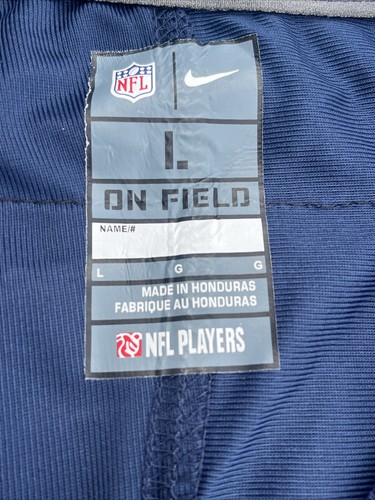 NFL
L
ON FIELD
NAME/#
L G G
MADE IN HONDURAS
FABRIQUE AU HONDURAS
NFL PLAYERS